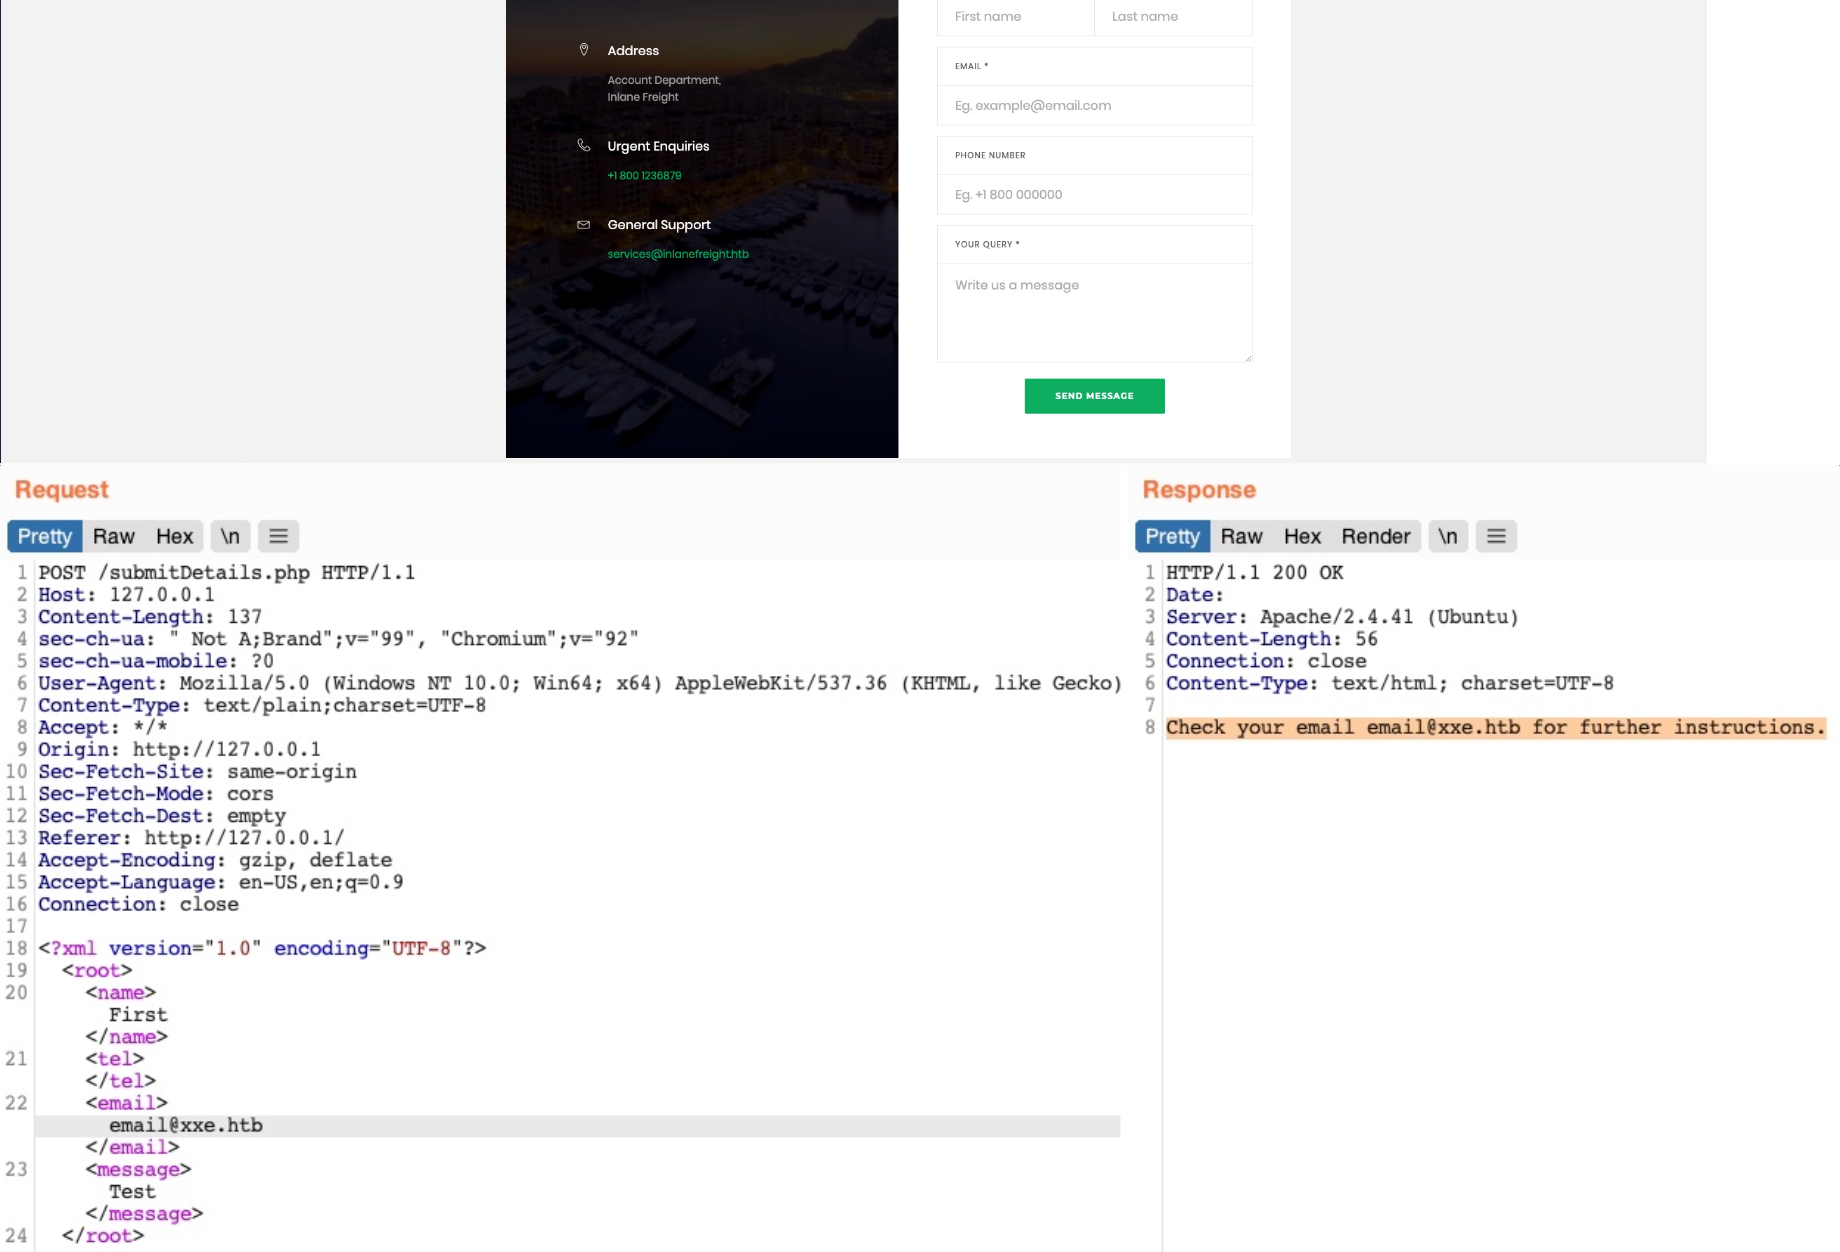 First name
Last name
Address
Account Department,
Inlane Freight
Urgent Enquiries
+1 800 1236879
General Support
services@inlanefreight.htb
EMAIL *
Eg. example@email.com
PHONE NUMBER
Eg. +1 800 000000
YOUR QUERY *
Write us a message
SEND MESSAGE
Request
Pretty Raw Hex \n
1 POST /submitDetails.php HTTP/1.1
2 Host: 127.0.0.1
3 Content-Length: 137
4 sec-ch-ua: " Not A;Brand";v="99", "Chromium";v="92"
5 sec-ch-ua-mobile: ?0
6 User-Agent: Mozilla/5.0 (Windows NT 10.0; Win64; x64) AppleWebKit/537.36 (KHTML, like Gecko)
7 Content-Type: text/plain;charset=UTF-8
8 Accept: */*
9 Origin: http://127.0.0.1
10 Sec-Fetch-Site: same-origin
11 Sec-Fetch-Mode: cors
12 Sec-Fetch-Dest: empty
13 Referer: http://127.0.0.1/
14 Accept-Encoding: gzip, deflate
15 Accept-Language: en-US,en;q=0.9
16 Connection: close
17
18 <?xml version="1.0" encoding="UTF-8"?>
19 <root>
20 <name>
First
</name>
21 <tel>
</tel>
22 <email>
email@xxe.htb
</email>
23 <message>
Test
</message>
24 </root>
Response
Pretty Raw Hex Render \n
1 HTTP/1.1 200 OK
2 Date:
3 Server: Apache/2.4.41 (Ubuntu)
4 Content-Length: 56
5 Connection: close
6 Content-Type: text/html; charset=UTF-8
7
8 Check your email email@xxe.htb for further instructions.